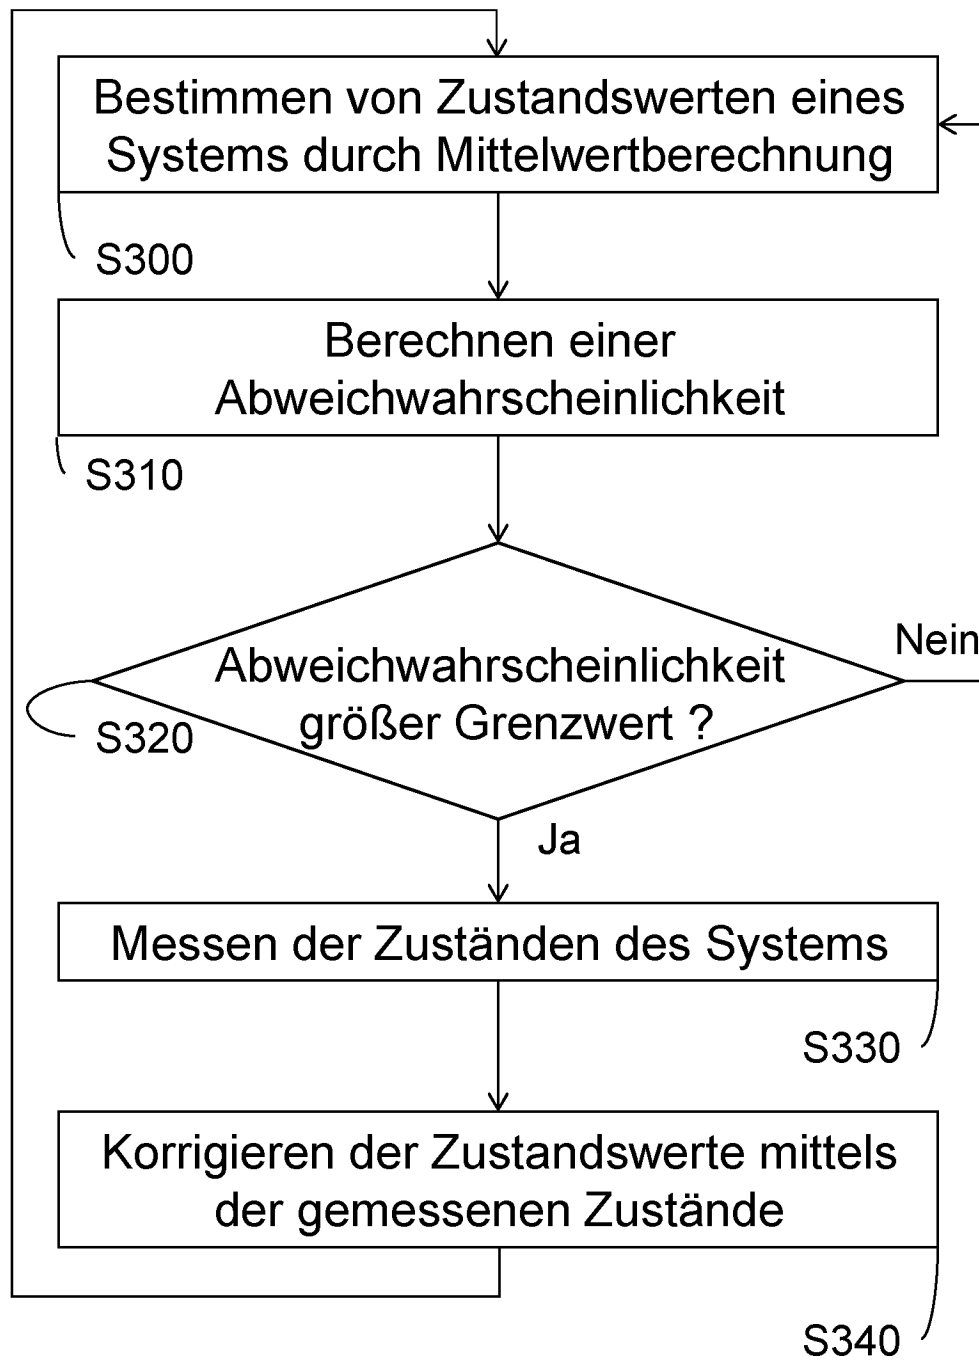 Bestimmen von Zustandswerten eines
Systems durch Mittelwertberechnung
S300
Berechnen einer
Abweichwahrscheinlichkeit
S310
Nein
Abweichwahrscheinlichkeit
größer Grenzwert ?
S320
Ja
Messen der Zuständen des Systems
S330
Korrigieren der Zustandswerte mittels
der gemessenen Zustände
S340